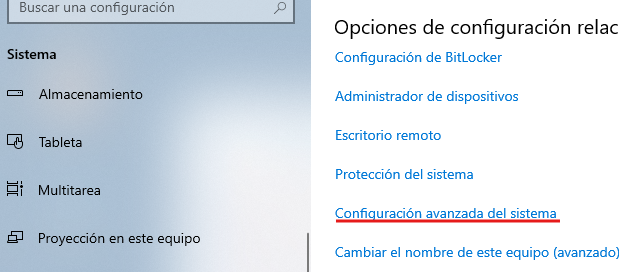 Buscar una configuración
Sistema
Almacenamiento
Tableta
Multitarea
Proyección en este equipo
Opciones de configuración relac
Configuración de BitLocker
Administrador de dispositivos
Escritorio remoto
Protección del sistema
Configuración avanzada del sistema
Cambiar el nombre de este equipo (avanzado)